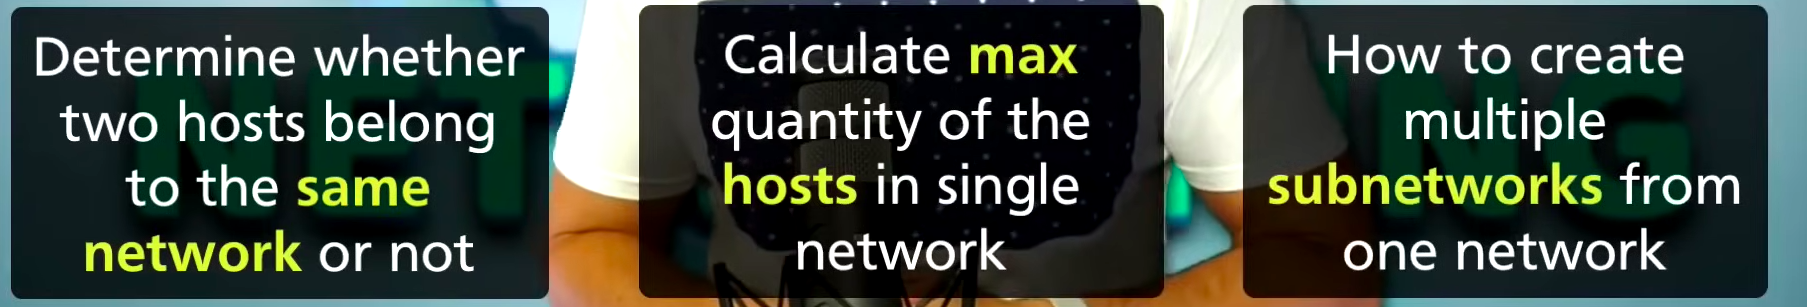 Determine whether
two hosts belong
to the same
network or not
Calculate max
quantity of the
hosts in single
network
How to create
multiple
subnetworks from
one network